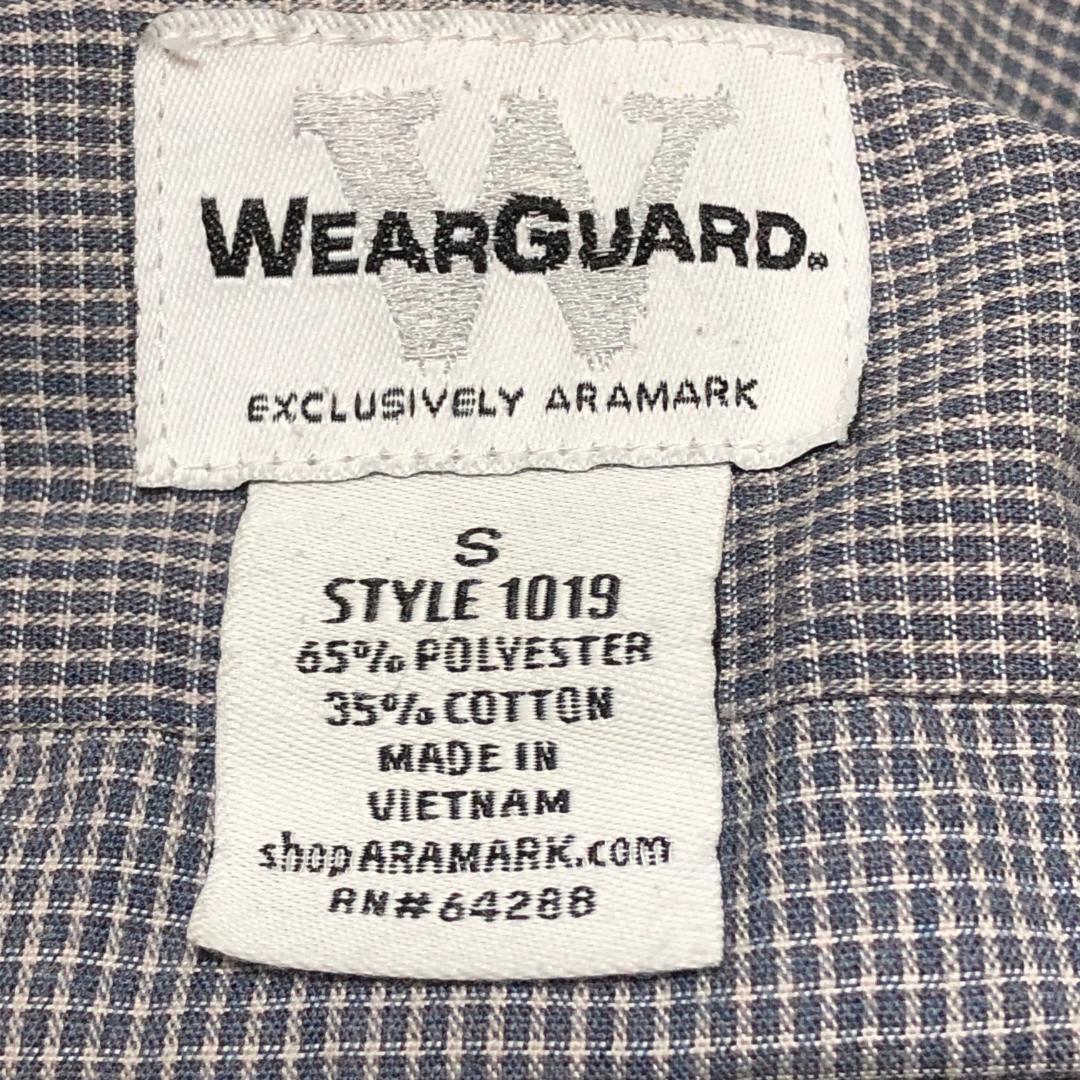 W
WEARGUARD®
EXCLUSIVELY ARAMARK
S
STYLE 1019
65% POLYESTER
35% COTTON
MADE IN
VIETNAM
shopARAMARK.com
RN#64288